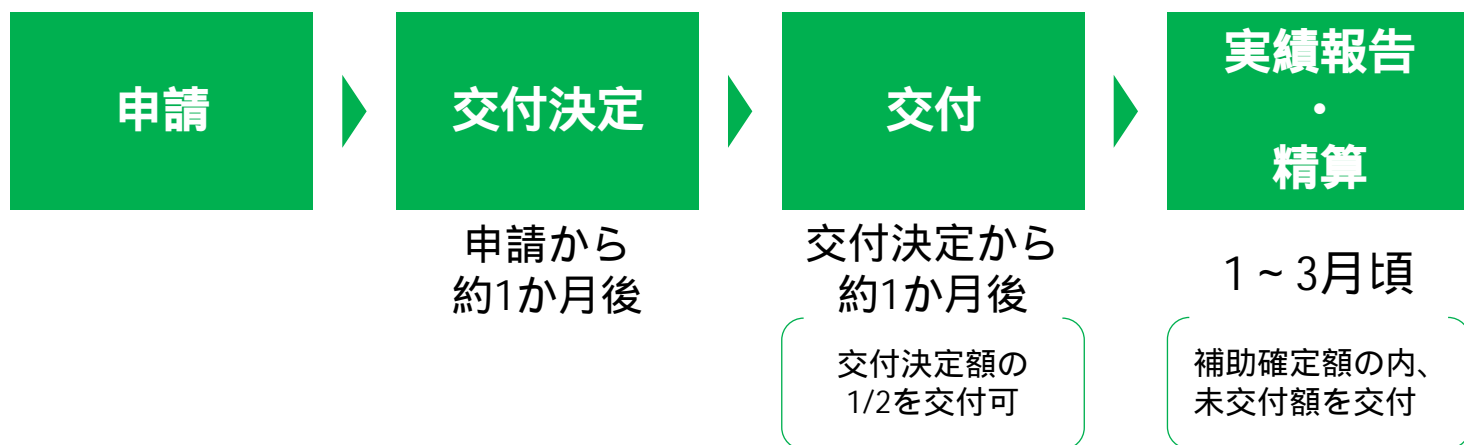 申請
交付決定
交付
実績報告
・
精算
申請から
約1か月後
交付決定から
約1か月後
1~3月頃
交付決定額の
1/2を交付可
補助確定額の内、
未交付額を交付